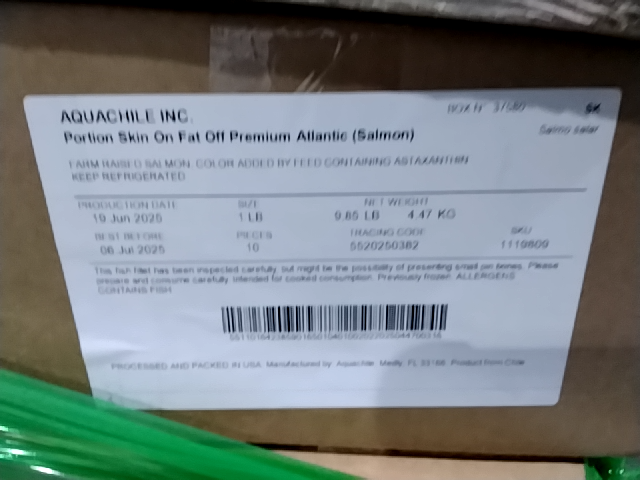 AQUACHILE INC.
BOX N° 37580
SK
Portion Skin On Fat Off Premium Atlantic (Salmon)
Salmo salar
FARM RAISED SALMON. COLOR ADDED BY FEED CONTAINING ASTAXANTHIN
KEEP REFRIGERATED
PRODUCTION DATE SIZE NET WEIGHT
19 Jun 2025 1 LB 9.85 LB 4.47 KG
BEST BEFORE PIECES TRACING CODE SKU
06 Jul 2025 10 5520250382 1119809
This fish fillet has been inspected carefully, but might be the possibility of presenting small pin bones. Please
prepare and consume carefully. Intended for cooked consumption. Previously frozen. ALLERGENS
CONTAINS FISH
PROCESSED AND PACKED IN USA. Manufactured by: Aquachile. Medly, FL 33166. Product from Chile